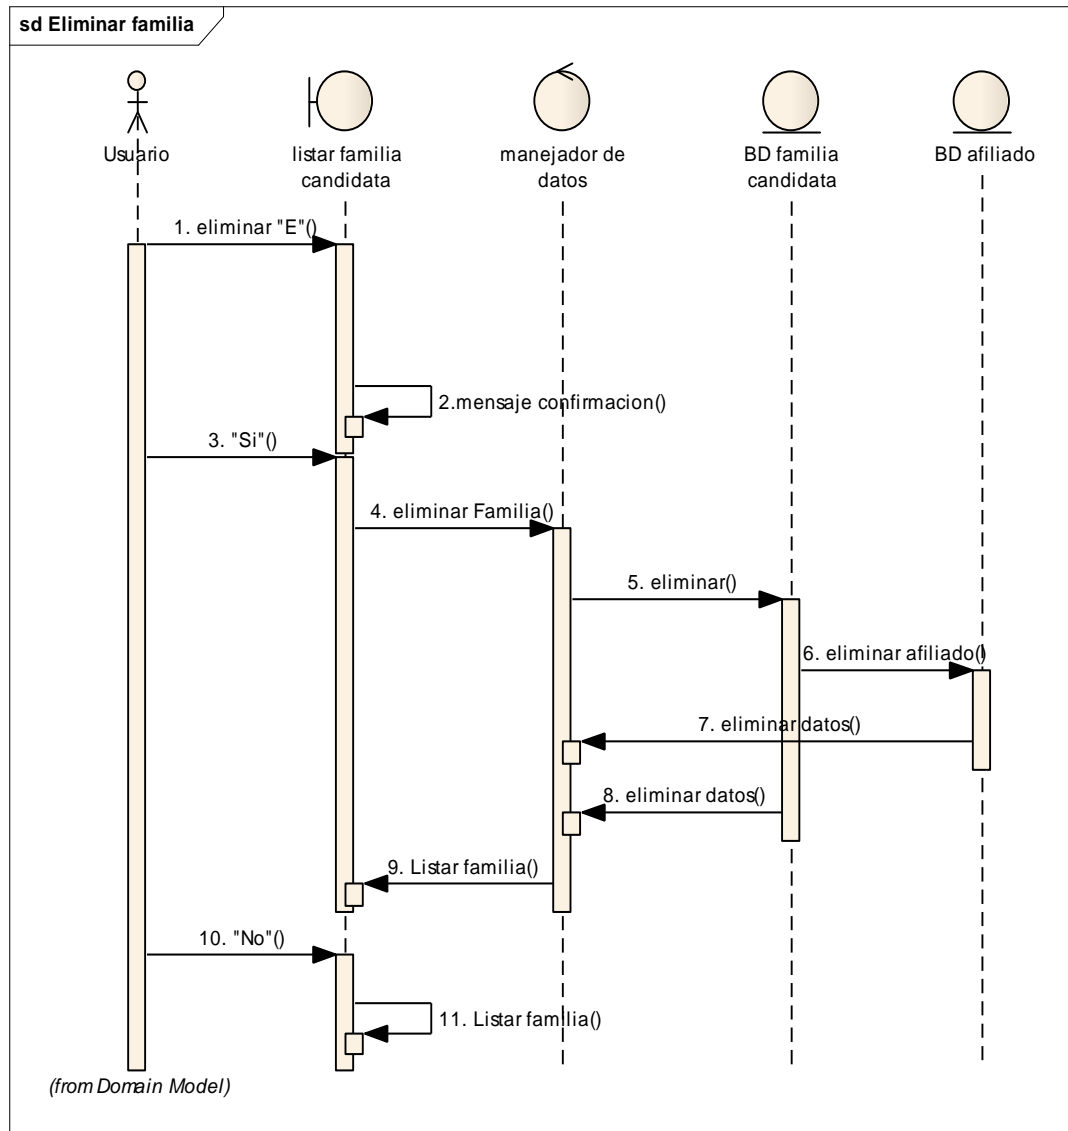 sd Eliminar familia
Usuario
listar familia
candidata
manejador de
datos
BD familia
candidata
BD afiliado
1. eliminar "E"()
2.mensaje confirmacion()
3. "Si"()
4. eliminar Familia()
5. eliminar()
6. eliminar afiliado()
7. eliminar datos()
8. eliminar datos()
9. Listar familia()
10. "No"()
11. Listar familia()
(from Domain Model)